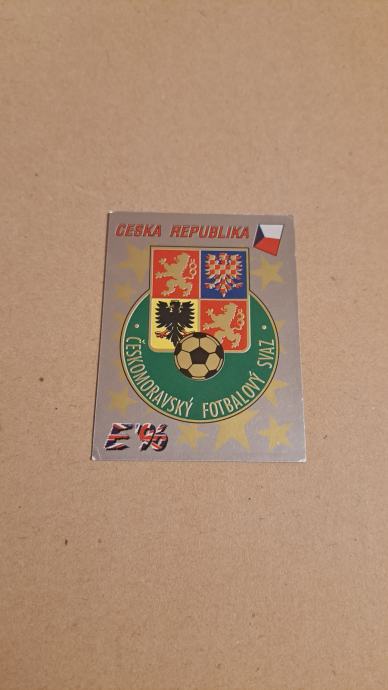 CESKA REPUBLIKA
· ČESKOMORAVSKÝ FOTBALOVÝ SVAZ ·
E'96